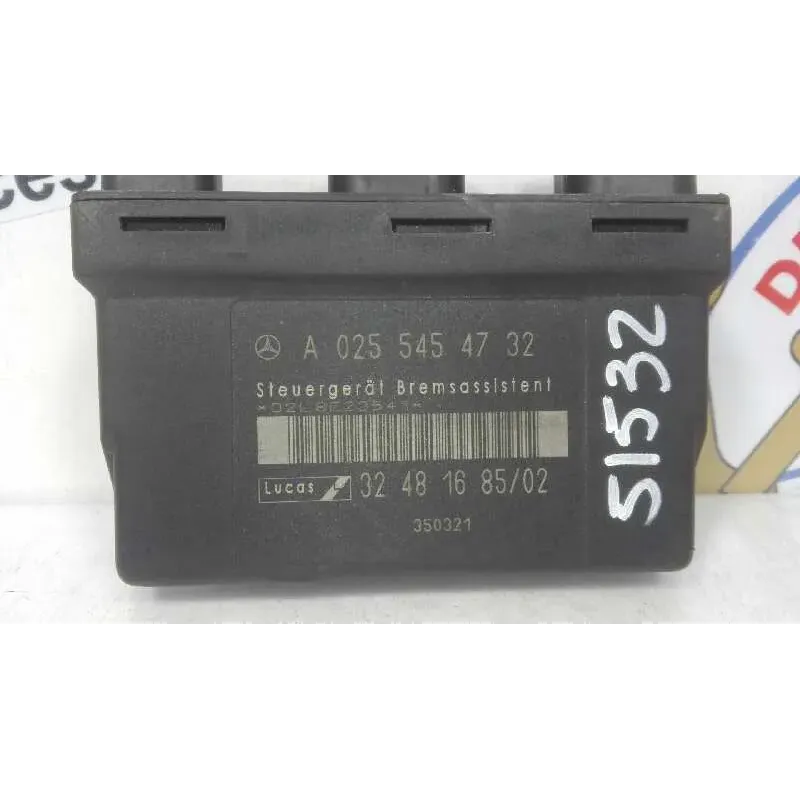 A 025 545 47 32
Steuergerät Bremsassistent
Lucas 32 48 16 85/02
350321
51532